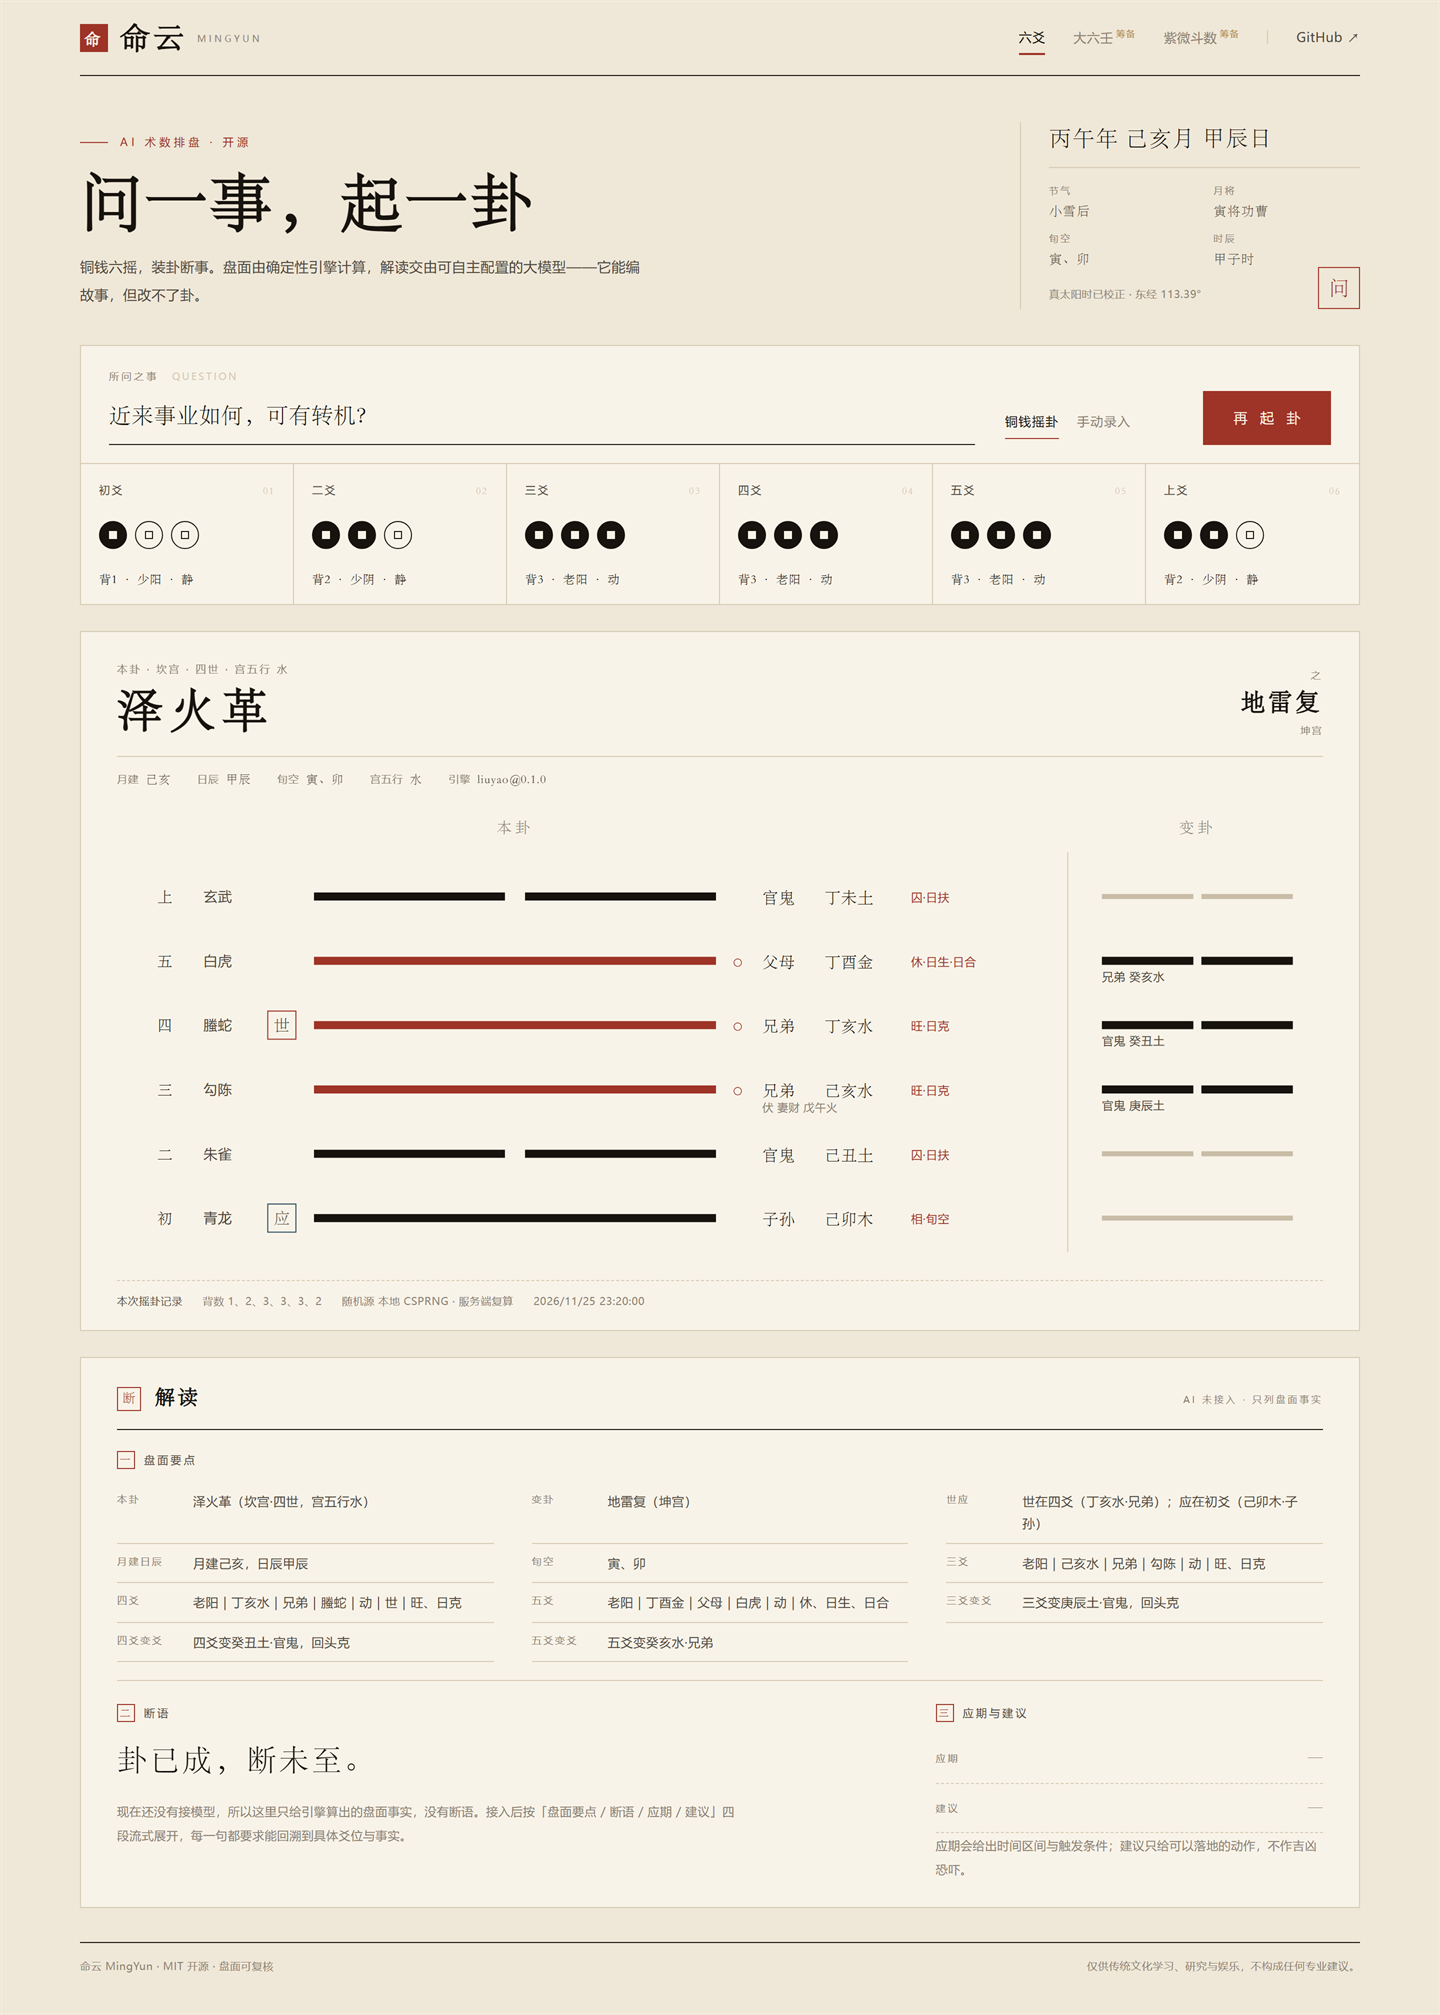 命 命云 MINGYUN
六爻 大六壬 筹备 紫微斗数 筹备 GitHub ↗
AI 术数排盘 · 开源
问一事，起一卦
铜钱六摇，装卦断事。盘面由确定性引擎计算，解读交由可自主配置的大模型——它能编
故事，但改不了卦。
丙午年 己亥月 甲辰日
节气 月将
小雪后 寅将功曹
旬空 时辰
寅、卯 甲子时
真太阳时已校正 · 东经 113.39°
问
所问之事 QUESTION
近来事业如何，可有转机？
铜钱摇卦 手动录入
再起卦
初爻 01
背1 · 少阳 · 静
二爻 02
背2 · 少阴 · 静
三爻 03
背3 · 老阳 · 动
四爻 04
背3 · 老阳 · 动
五爻 05
背3 · 老阳 · 动
上爻 06
背2 · 少阴 · 静
本卦 · 坎宫 · 四世 · 宫五行 水
泽火革
之
地雷复
坤宫
月建 己亥 日辰 甲辰 旬空 寅、卯 宫五行 水 引擎 liuyao@0.1.0
本卦 变卦
上 玄武 官鬼 丁未土 囚·日扶
五 白虎 父母 丁酉金 休·日生·日合
兄弟 癸亥水
四 螣蛇 世 兄弟 丁亥水 旺·日克
官鬼 癸丑土
三 勾陈 兄弟 己亥水 旺·日克
伏 妻财 戊午火 官鬼 庚辰土
二 朱雀 官鬼 己丑土 囚·日扶
初 青龙 应 子孙 己卯木 相·旬空
本次摇卦记录 背数 1、2、3、3、3、2 随机源 本地 CSPRNG · 服务端复算 2026/11/25 23:20:00
断 解读
AI 未接入 · 只列盘面事实
一 盘面要点
本卦 泽火革（坎宫·四世，宫五行水）
变卦 地雷复（坤宫）
世应 世在四爻（丁亥水·兄弟）；应在初爻（己卯木·子
孙）
月建日辰 月建己亥，日辰甲辰
旬空 寅、卯
三爻 老阳 | 己亥水 | 兄弟 | 勾陈 | 动 | 旺、日克
四爻 老阳 | 丁亥水 | 兄弟 | 螣蛇 | 动 | 世 | 旺、日克
五爻 老阳 | 丁酉金 | 父母 | 白虎 | 动 | 休、日生、日合
三爻变爻 三爻变庚辰土·官鬼，回头克
四爻变爻 四爻变癸丑土·官鬼，回头克
五爻变爻 五爻变癸亥水·兄弟
二 断语
卦已成，断未至。
现在还没有接模型，所以这里只给引擎算出的盘面事实，没有断语。接入后按「盘面要点 / 断语 / 应期 / 建议」四
段流式展开，每一句都要求能回溯到具体爻位与事实。
三 应期与建议
应期 —
建议 —
应期会给出时间区间与触发条件；建议只给可以落地的动作，不作吉凶
恐吓。
命云 MingYun · MIT 开源 · 盘面可复核
仅供传统文化学习、研究与娱乐，不构成任何专业建议。